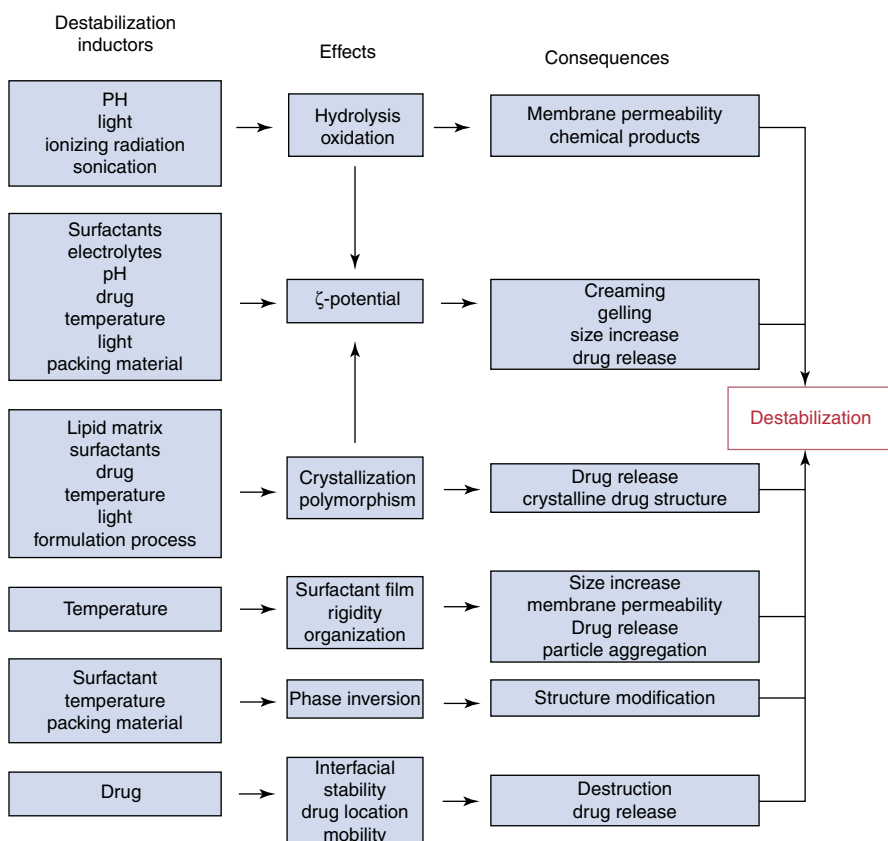 Destabilization
inductors
Effects
Consequences
PH
light
ionizing radiation
sonication
Hydrolysis
oxidation
Membrane permeability
chemical products
Surfactants
electrolytes
pH
drug
temperature
light
packing material
ζ-potential
Creaming
gelling
size increase
drug release
Destabilization
Lipid matrix
surfactants
drug
temperature
light
formulation process
Crystallization
polymorphism
Drug release
crystalline drug structure
Temperature
Surfactant film
rigidity
organization
Size increase
membrane permeability
Drug release
particle aggregation
Surfactant
temperature
packing material
Phase inversion
Structure modification
Drug
Interfacial
stability
drug location
mobility
Destruction
drug release